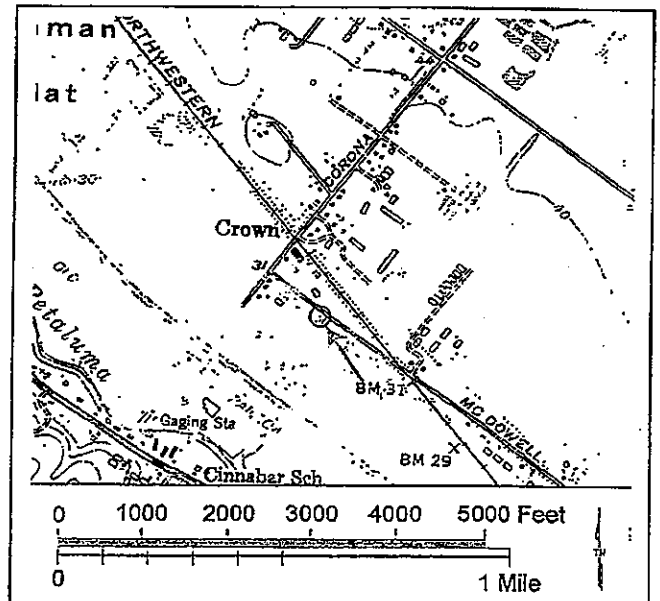 man
NORTHWESTERN
lat
CORONA
Crown
31
10
Petaluma
BM 31
Gaging Sta
MC DOWELL
BM 29
Cinnabar Sch
0 1000 2000 3000 4000 5000 Feet
0 1 Mile